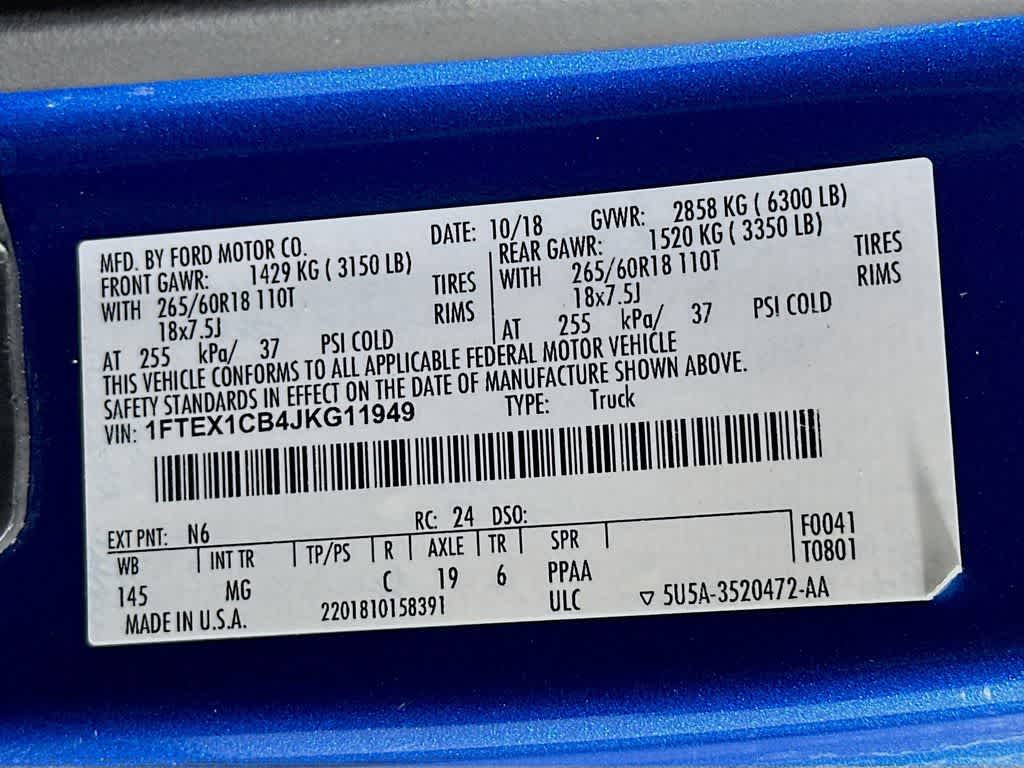 MFD. BY FORD MOTOR CO. DATE: 10/18 GVWR: 2858 KG ( 6300 LB)
FRONT GAWR: 1429 KG ( 3150 LB) REAR GAWR: 1520 KG ( 3350 LB)
WITH 265/60R18 110T TIRES WITH 265/60R18 110T TIRES
18x7.5J RIMS 18x7.5J RIMS
AT 255 kPa/ 37 PSI COLD AT 255 kPa/ 37 PSI COLD
THIS VEHICLE CONFORMS TO ALL APPLICABLE FEDERAL MOTOR VEHICLE
SAFETY STANDARDS IN EFFECT ON THE DATE OF MANUFACTURE SHOWN ABOVE.
VIN: 1FTEX1CB4JKG11949 TYPE: Truck
EXT PNT: N6 RC: 24 DSO: F0041
WB INT TR TP/PS R AXLE TR SPR T0801
145 MG C 19 6 PPAA
MADE IN U.S.A. 2201810158391 ULC ▽ 5U5A-3520472-AA